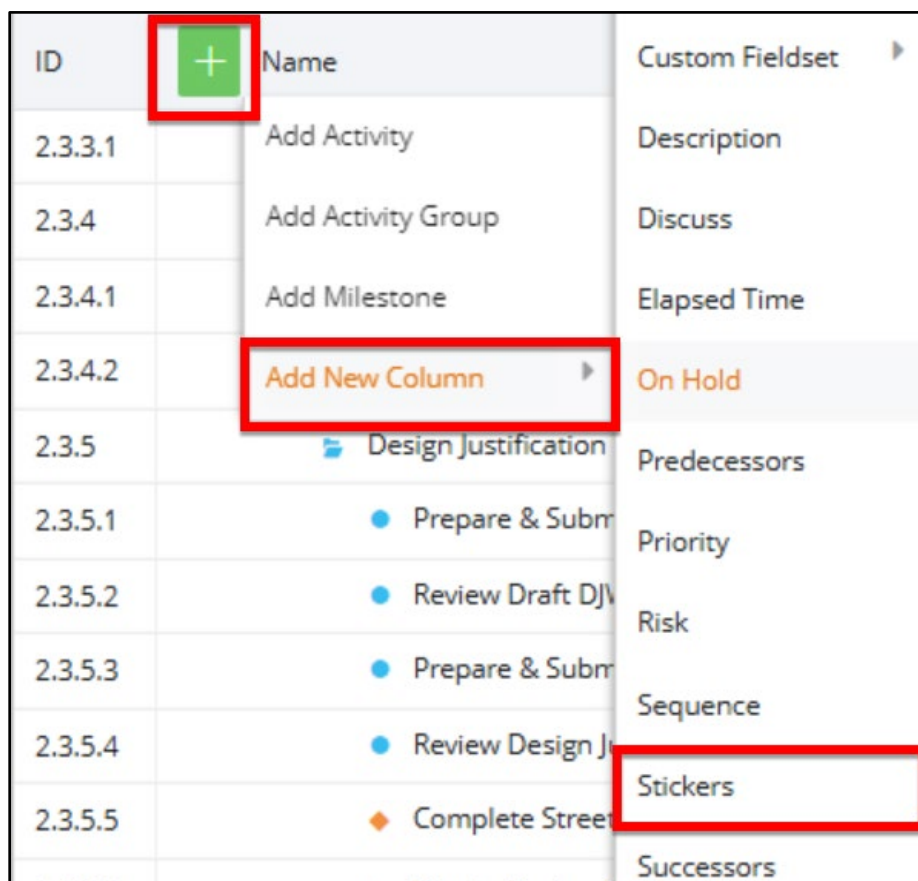 ID + Name
2.3.3.1
2.3.4
2.3.4.1
2.3.4.2
2.3.5 Design Justification
2.3.5.1 Prepare &
2.3.5.2 Review Draft
2.3.5.3 Prepare &
2.3.5.4 Review Design
2.3.5.5 Complete Street
Add Activity
Add Activity Group
Add Milestone
Add New Column
Custom Fieldset
Description
Discuss
Elapsed Time
On Hold
Predecessors
Priority
Risk
Sequence
Stickers
Successors